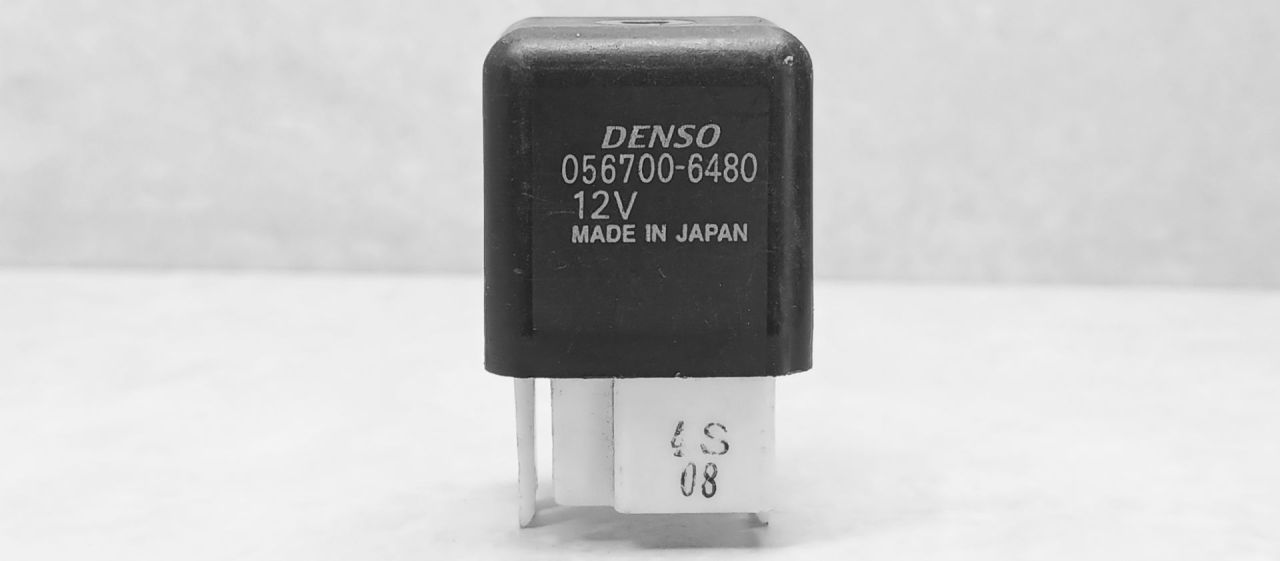 DENSO
056700-6480
12V
MADE IN JAPAN
S
08